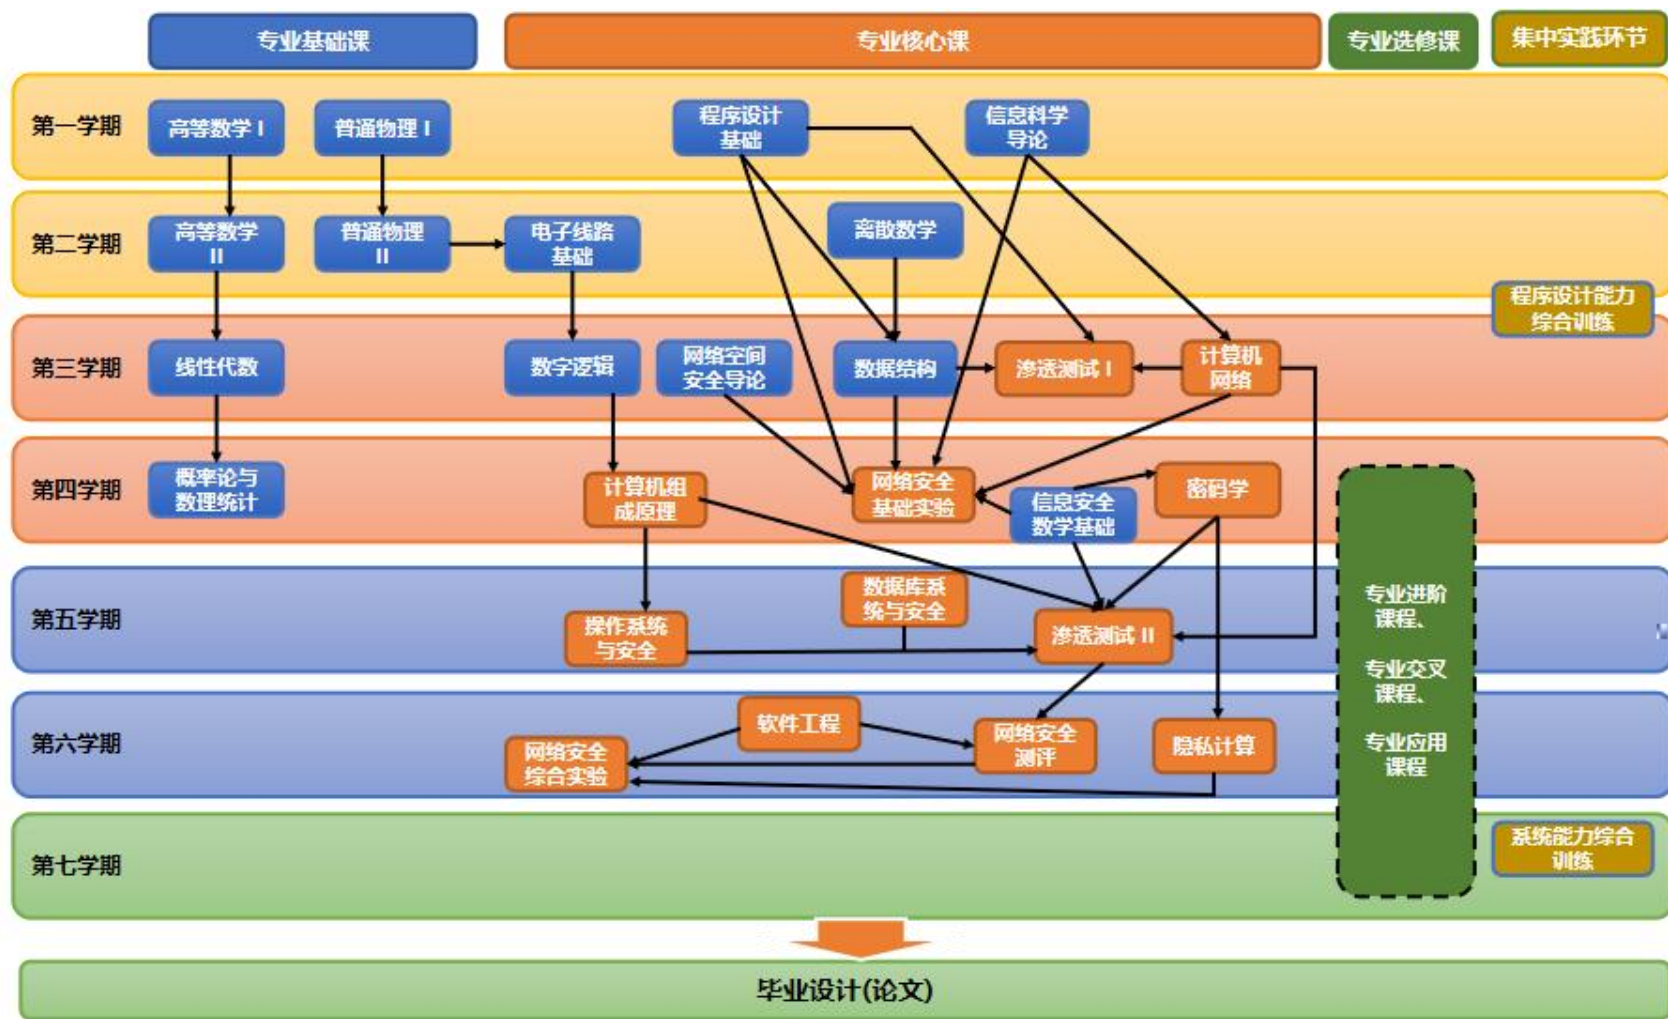 专业基础课
专业核心课
专业选修课
集中实践环节
第一学期
高等数学 I
普通物理 I
程序设计
基础
信息科学
导论
第二学期
高等数学
II
普通物理
II
电子线路
基础
离散数学
程序设计能力
综合训练
第三学期
线性代数
数字逻辑
网络空间
安全导论
数据结构
渗透测试 I
计算机
网络
第四学期
概率论与
数理统计
计算机组
成原理
网络安全
基础实验
信息安全
数学基础
密码学
第五学期
操作系统
与安全
数据库系
统与安全
渗透测试 II
专业进阶
课程、
专业交叉
课程、
专业应用
课程
第六学期
网络安全
综合实验
软件工程
网络安全
测评
隐私计算
第七学期
系统能力综合
训练
毕业设计(论文)